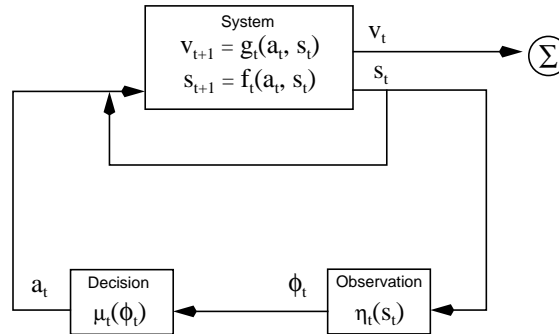 System
v_{t+1} = g_t(a_t, s_t)
s_{t+1} = f_t(a_t, s_t)
v_t
Σ
s_t
a_t
Decision
μ_t(ϕ_t)
ϕ_t
Observation
η_t(s_t)